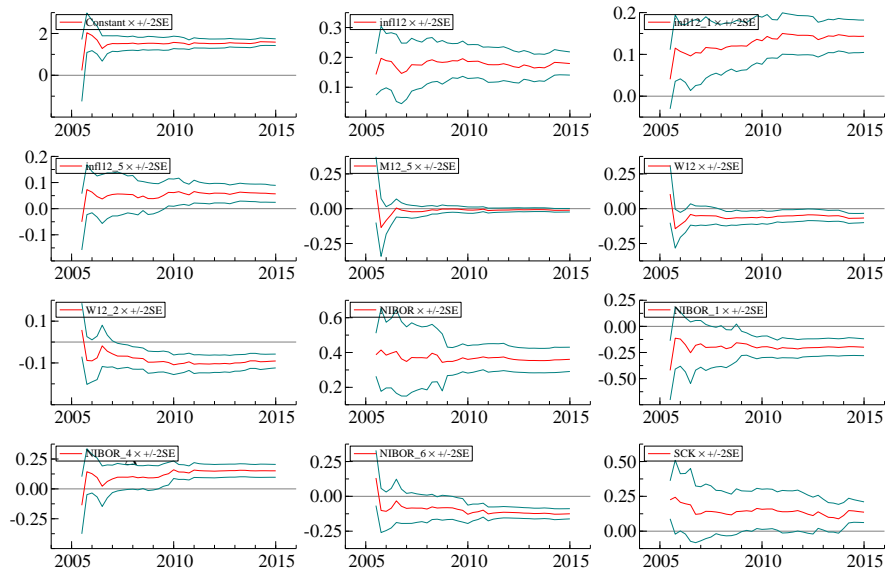 Constant × +/-2SE
2
0
2005 2010 2015
infl12 × +/-2SE
0.3
0.2
0.1
2005 2010 2015
infl12_1 × +/-2SE
0.2
0.1
0.0
2005 2010 2015
infl12_5 × +/-2SE
0.2
0.1
0.0
-0.1
2005 2010 2015
M12_5 × +/-2SE
0.00
-0.25
2005 2010 2015
W12 × +/-2SE
0.00
-0.25
2005 2010 2015
W12_2 × +/-2SE
0.1
-0.1
2005 2010 2015
NIBOR × +/-2SE
0.6
0.4
0.2
2005 2010 2015
NIBOR_1 × +/-2SE
0.25
0.00
-0.25
-0.50
2005 2010 2015
NIBOR_4 × +/-2SE
0.25
0.00
-0.25
2005 2010 2015
NIBOR_6 × +/-2SE
0.25
0.00
-0.25
2005 2010 2015
SCK × +/-2SE
0.50
0.25
0.00
2005 2010 2015